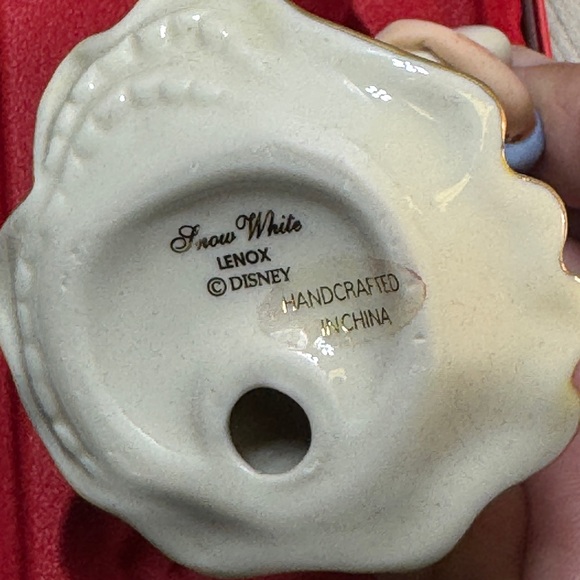 Snow White
LENOX
© DISNEY
HANDCRAFTED
IN CHINA